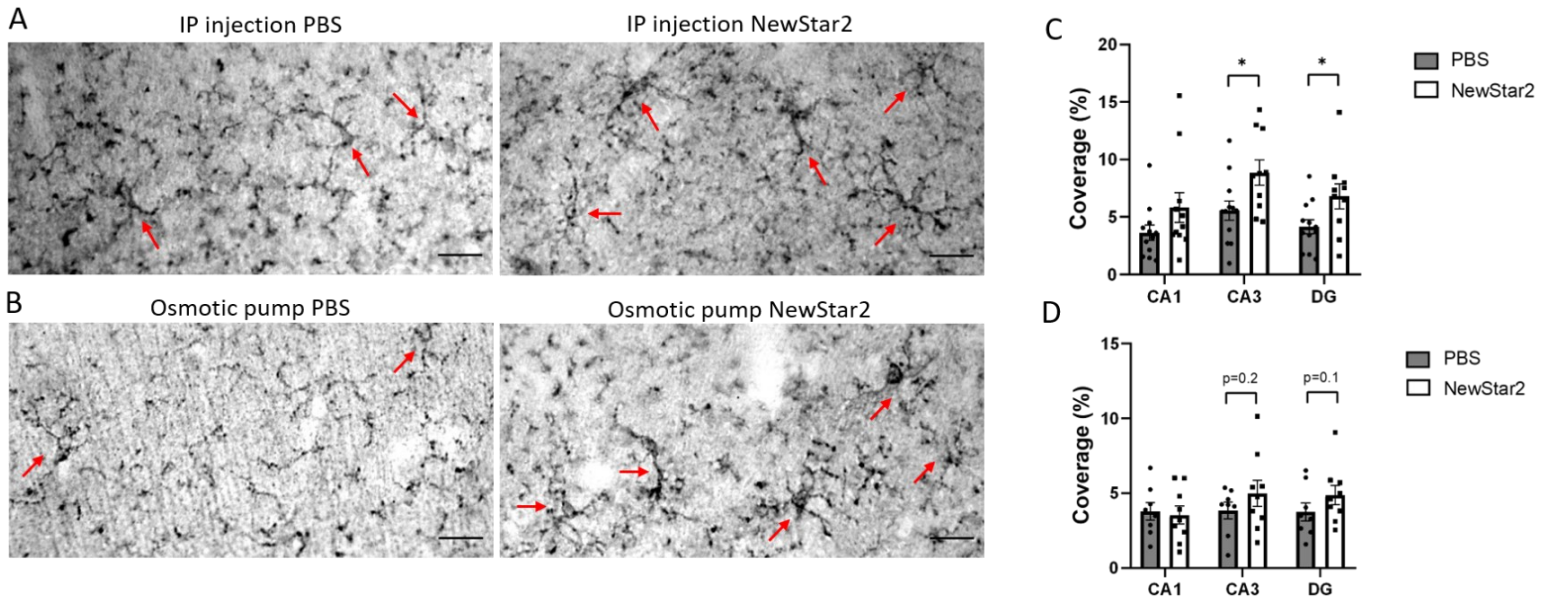 A
IP injection PBS
IP injection NewStar2
B
Osmotic pump PBS
Osmotic pump NewStar2
C
20
15
10
5
0
Coverage (%)
*
*
CA1
CA3
DG
PBS
NewStar2
D
15
10
5
0
Coverage (%)
p=0.2
p=0.1
CA1
CA3
DG
PBS
NewStar2